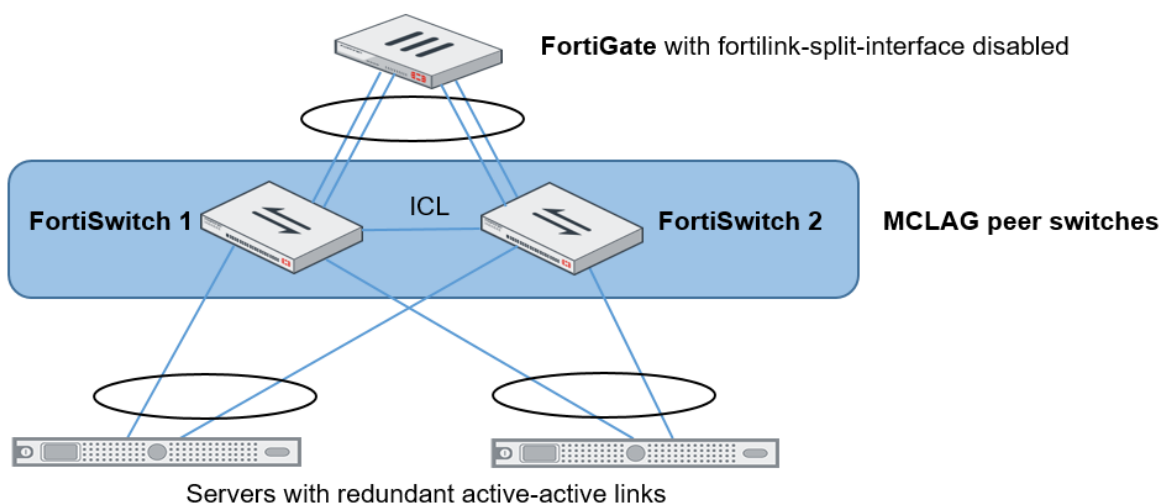 FortiGate with fortilink-split-interface disabled
FortiSwitch 1
ICL
FortiSwitch 2
MCLAG peer switches
Servers with redundant active-active links